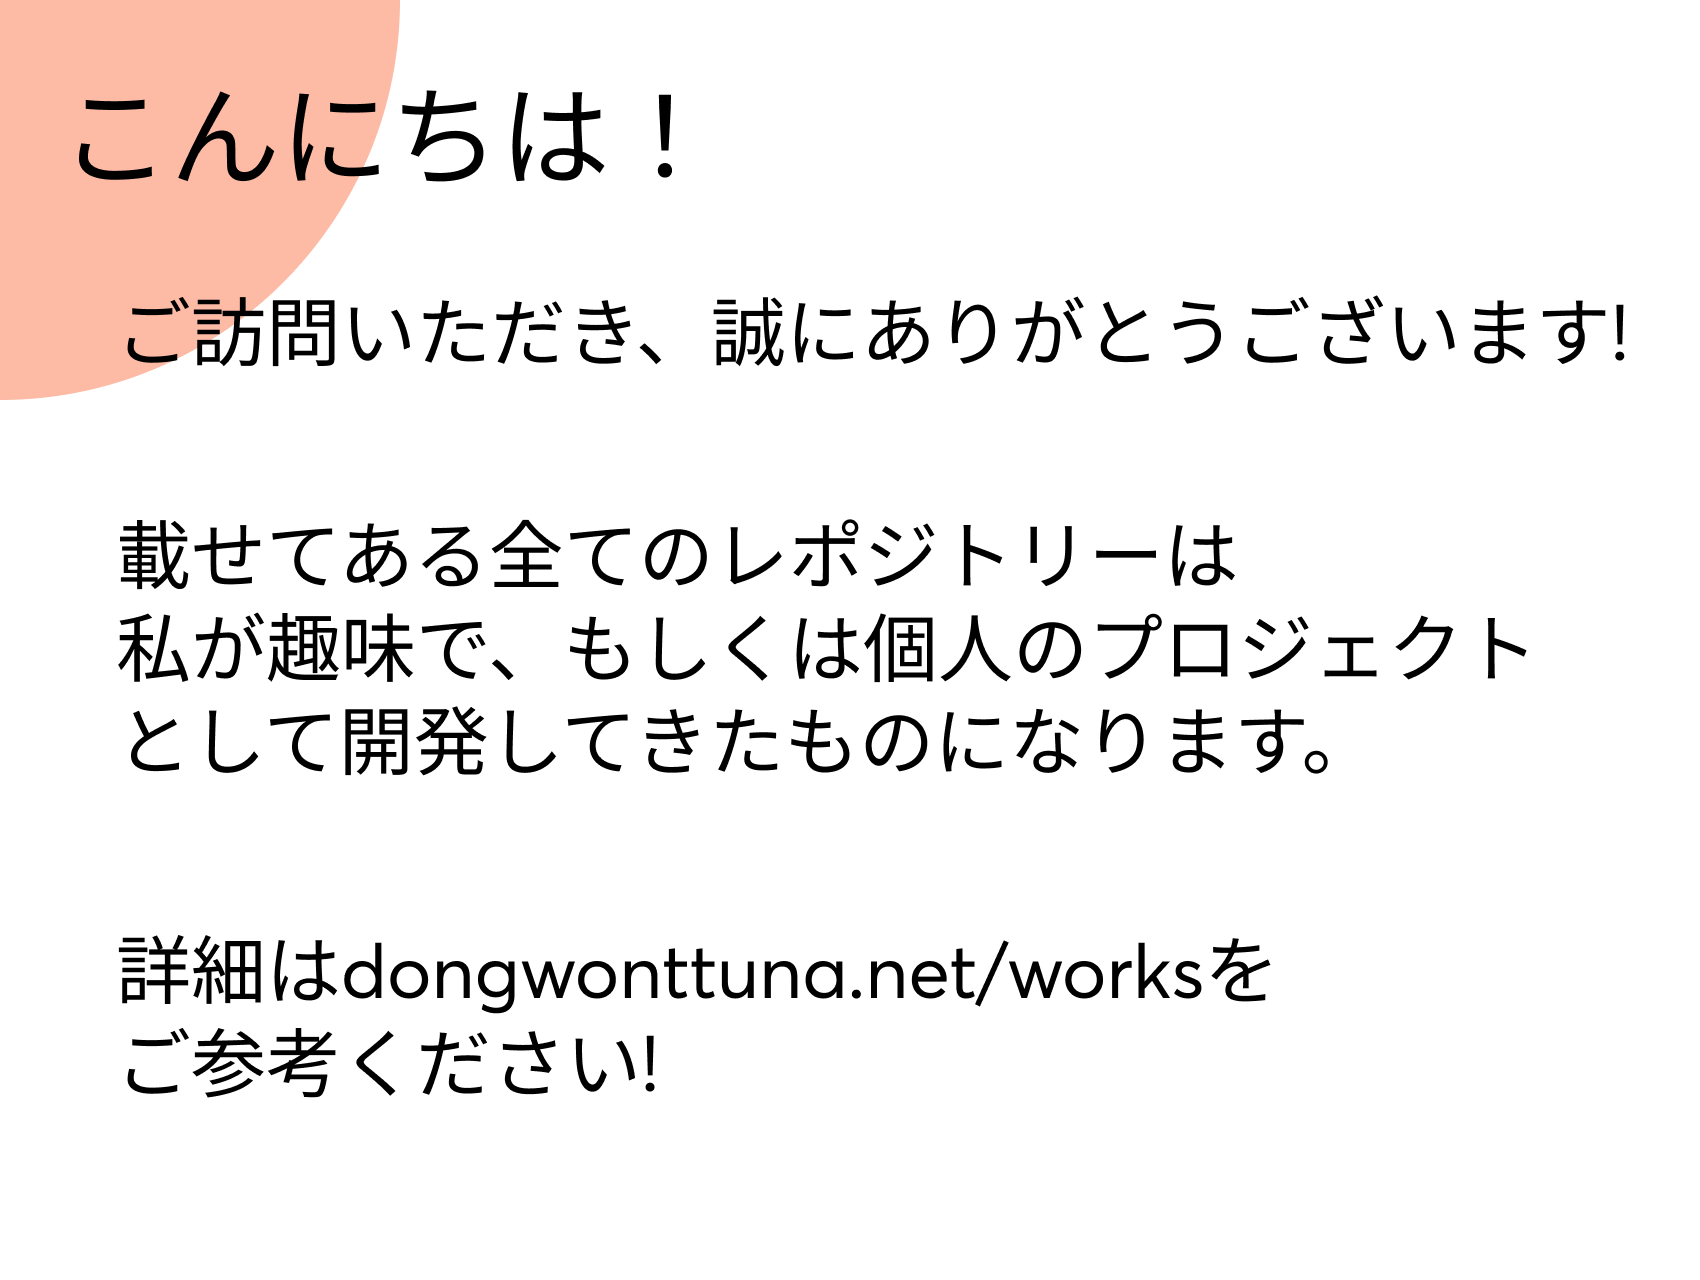 こんにちは！
ご訪問いただき、誠にありがとうございます!
載せてある全てのレポジトリーは
私が趣味で、もしくは個人のプロジェクト
として開発してきたものになります。
詳細はdongwonttuna.net/worksを
ご参考ください!